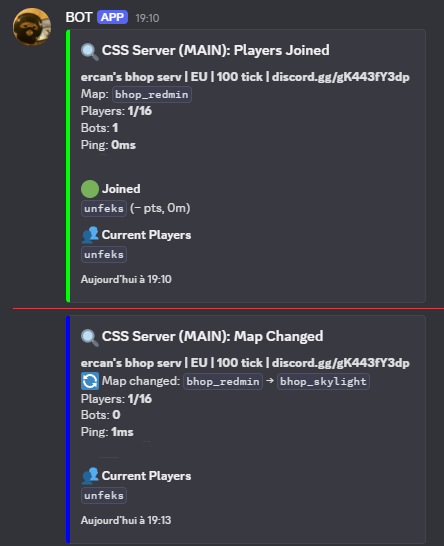 BOT APP 19:10
CSS Server (MAIN): Players Joined
ercan's bhop serv | EU | 100 tick | discord.gg/gK443fY3dp
Map: bhop_redmin
Players: 1/16
Bots: 1
Ping: 0ms
Joined
unfeks (– pts, 0m)
Current Players
unfeks
Aujourd'hui à 19:10
CSS Server (MAIN): Map Changed
ercan's bhop serv | EU | 100 tick | discord.gg/gK443fY3dp
Map changed: bhop_redmin → bhop_skylight
Players: 1/16
Bots: 0
Ping: 1ms
Current Players
unfeks
Aujourd'hui à 19:13